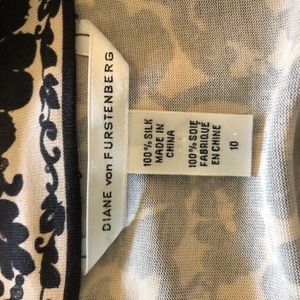 DIANE von FURSTENBERG
100% SILK
MADE IN
CHINA
100% SOIE
FABRIQUÉ
EN CHINE
10